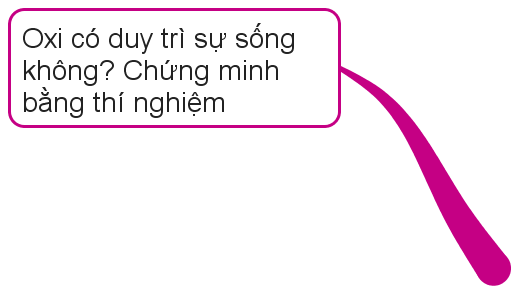 Oxi có duy trì sự sống
không? Chứng minh
bằng thí nghiệm